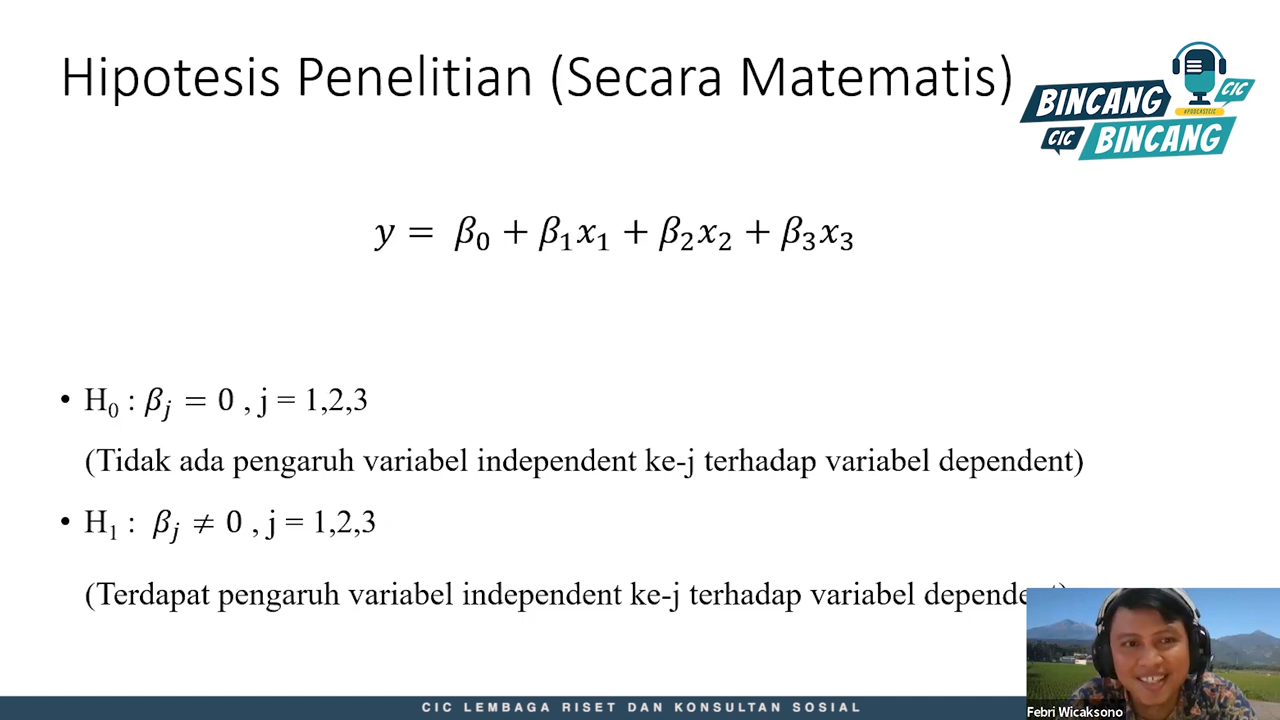 Hipotesis Penelitian (Secara Matematis)
BINCANG CIC
#PODCASTCIC
CIC BINCANG
y = β₀ + β₁x₁ + β₂x₂ + β₃x₃
• H₀ : βⱼ = 0 , j = 1,2,3
(Tidak ada pengaruh variabel independent ke-j terhadap variabel dependent)
• H₁ : βⱼ ≠ 0 , j = 1,2,3
(Terdapat pengaruh variabel independent ke-j terhadap variabel dependent)
Febri Wicaksono
CIC LEMBAGA RISET DAN KONSULTAN SOSIAL